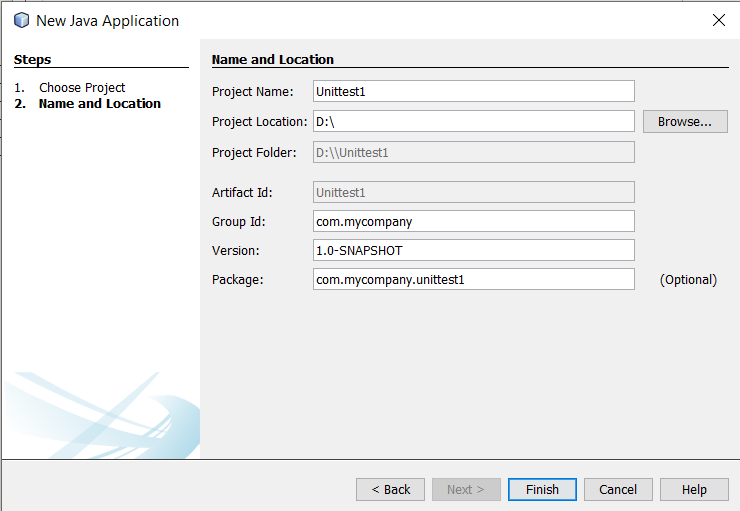 New Java Application
Steps
1. Choose Project
2. Name and Location
Name and Location
Project Name: Unittest1
Project Location: D:\ Browse...
Project Folder: D:\\Unittest1
Artifact Id: Unittest1
Group Id: com.mycompany
Version: 1.0-SNAPSHOT
Package: com.mycompany.unittest1 (Optional)
< Back Next > Finish Cancel Help